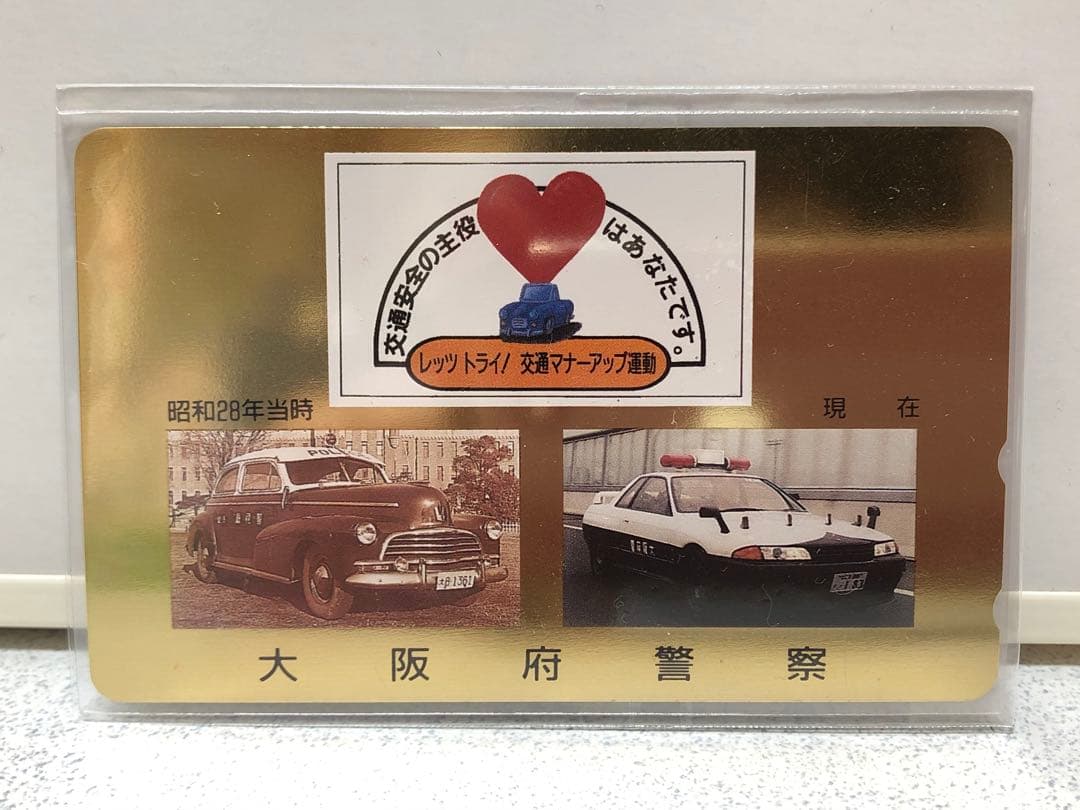 交通安全の主役
はあなたです。
レッツ トライ! 交通マナーアップ運動
昭和28年当時
現在
POLI
1361
大阪府警察